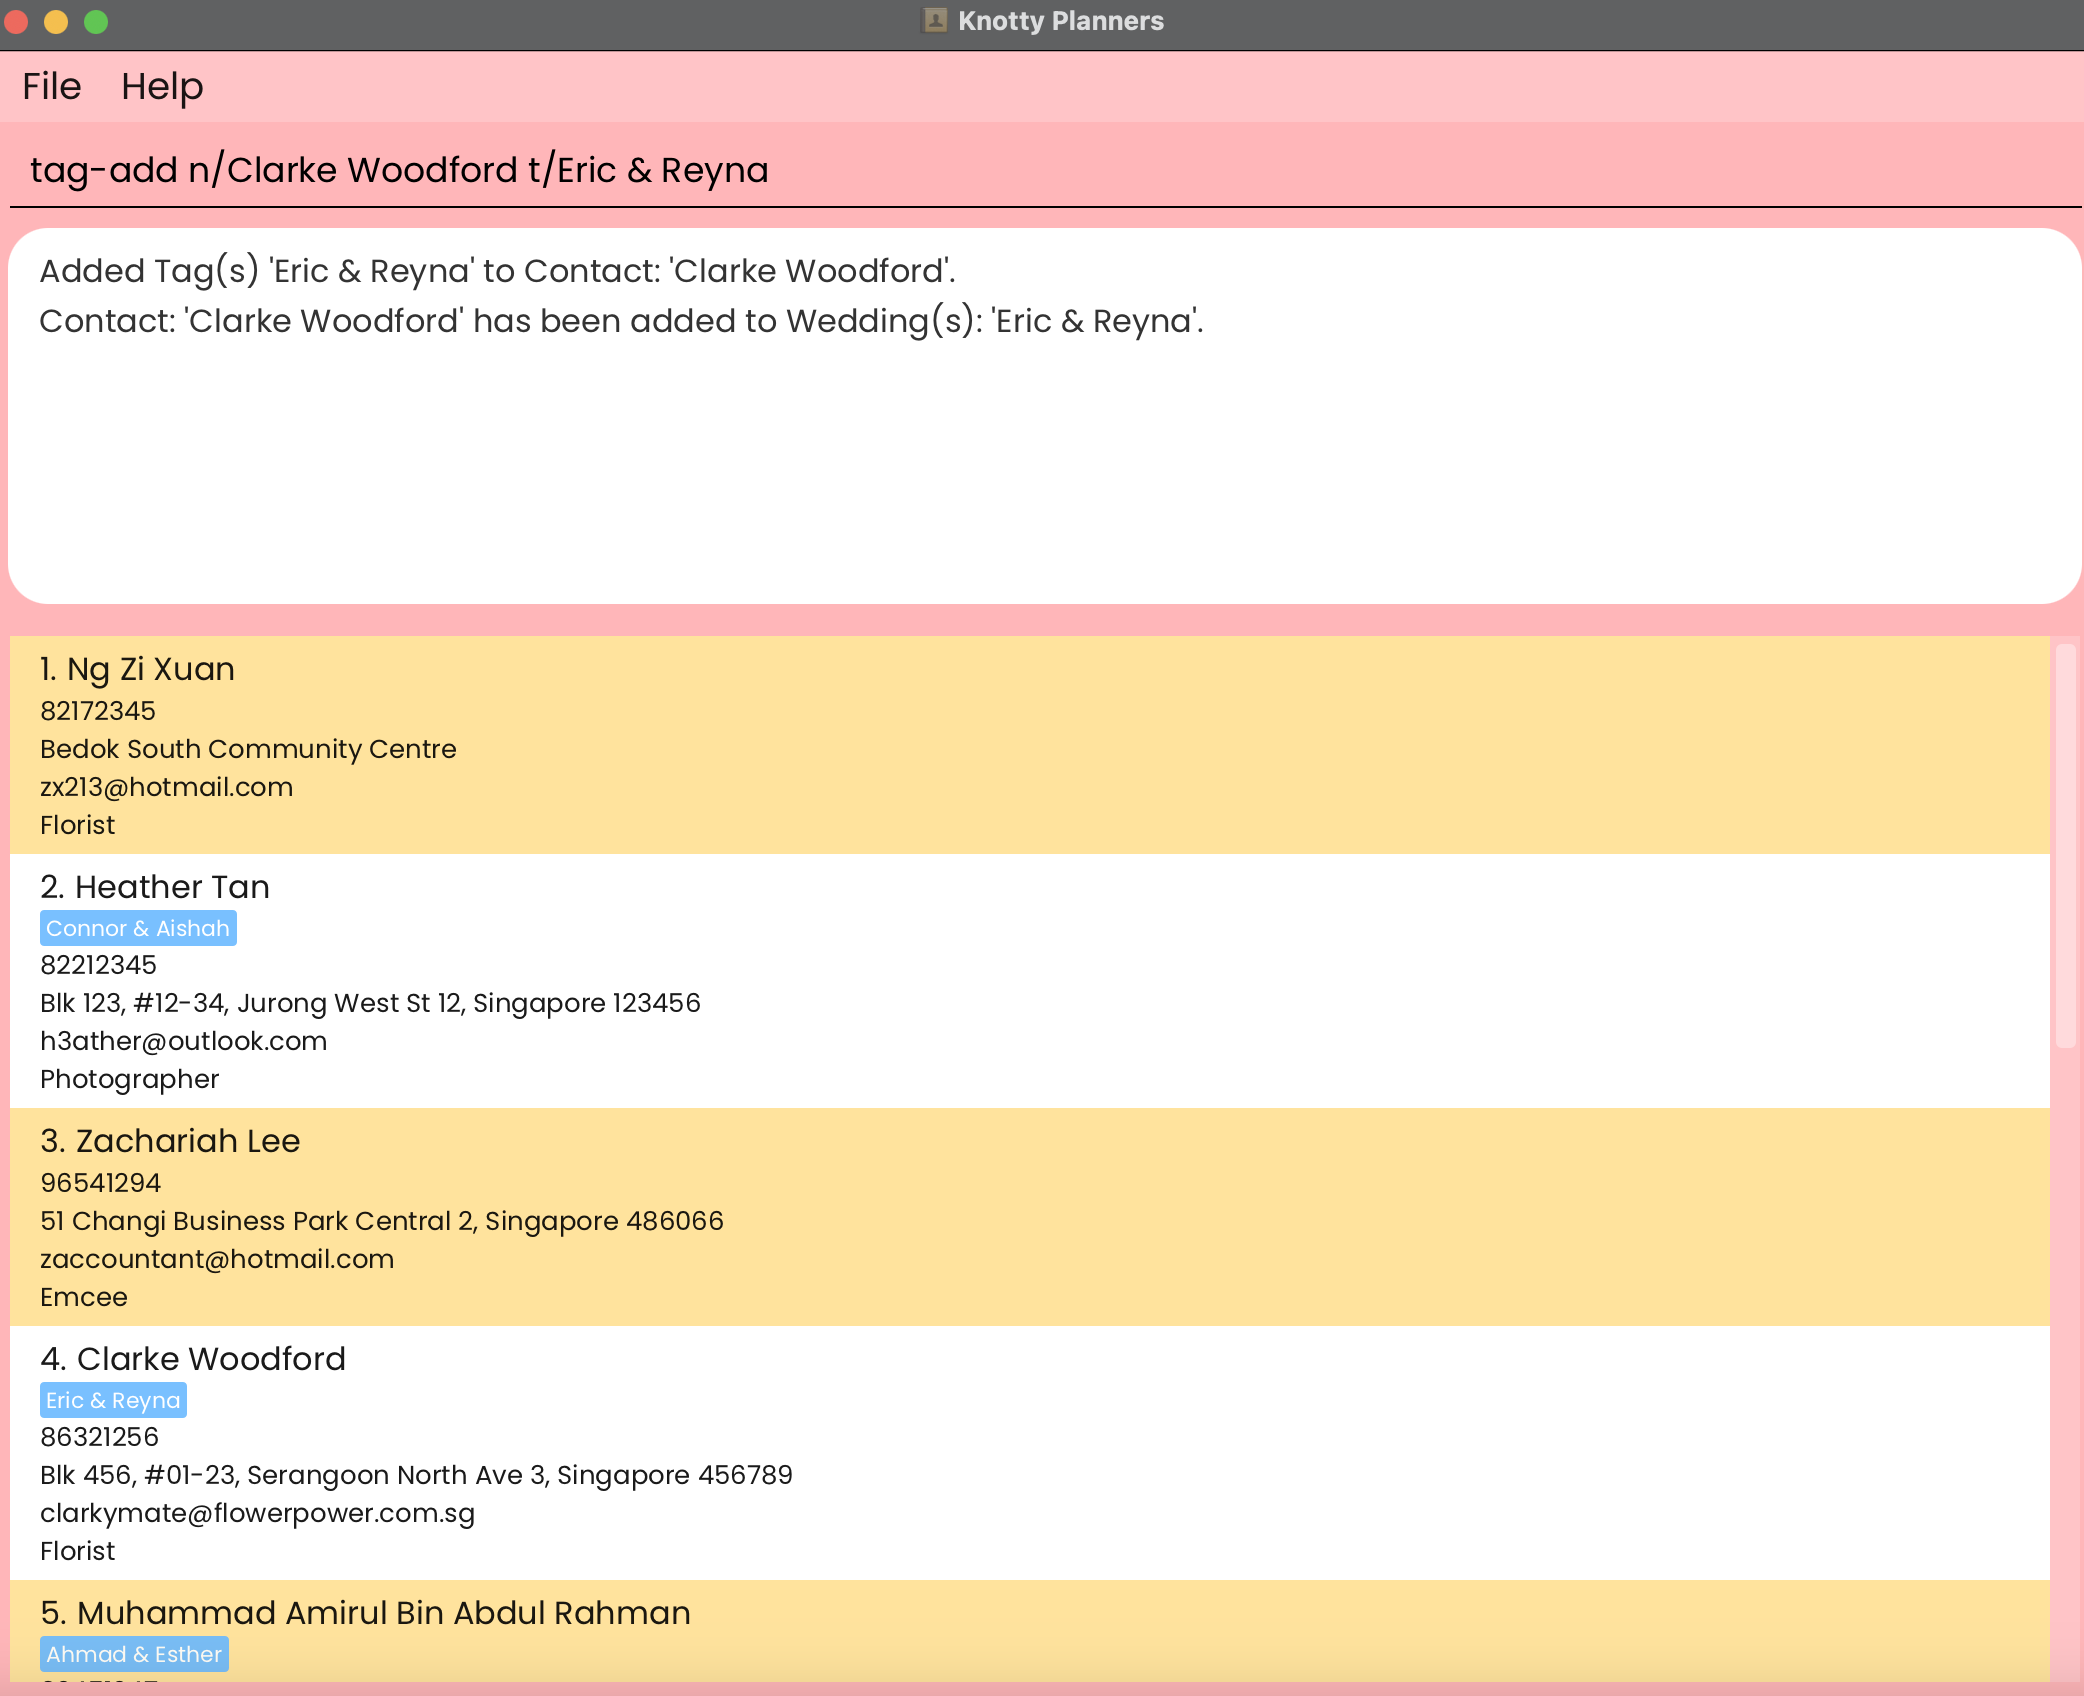 Knotty Planners
File Help
tag-add n/Clarke Woodford t/Eric & Reyna
Added Tag(s) 'Eric & Reyna' to Contact: 'Clarke Woodford'.
Contact: 'Clarke Woodford' has been added to Wedding(s): 'Eric & Reyna'.
1. Ng Zi Xuan
82172345
Bedok South Community Centre
zx213@hotmail.com
Florist
2. Heather Tan
Connor & Aishah
82212345
Blk 123, #12-34, Jurong West St 12, Singapore 123456
h3ather@outlook.com
Photographer
3. Zachariah Lee
96541294
51 Changi Business Park Central 2, Singapore 486066
zaccountant@hotmail.com
Emcee
4. Clarke Woodford
Eric & Reyna
86321256
Blk 456, #01-23, Serangoon North Ave 3, Singapore 456789
clarkymate@flowerpower.com.sg
Florist
5. Muhammad Amirul Bin Abdul Rahman
Ahmad & Esther